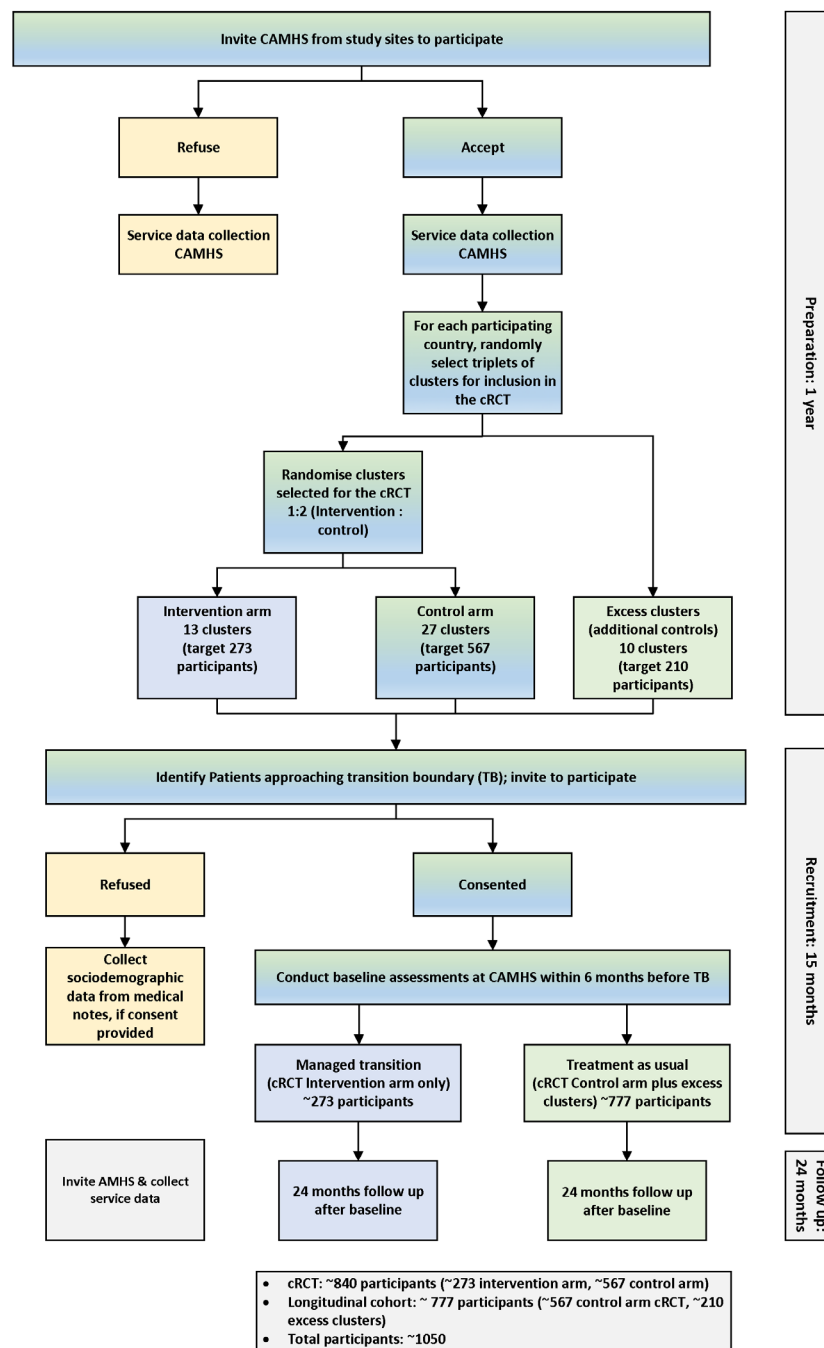 Invite CAMHS from study sites to participate
Refuse
Accept
Service data collection
CAMHS
Service data collection
CAMHS
For each participating
country, randomly
select triplets of
clusters for inclusion in
the cRCT
Randomise clusters
selected for the cRCT
1:2 (Intervention :
control)
Intervention arm
13 clusters
(target 273
participants)
Control arm
27 clusters
(target 567
participants)
Excess clusters
(additional controls)
10 clusters
(target 210
participants)
Preparation: 1 year
Identify Patients approaching transition boundary (TB); invite to participate
Refused
Consented
Collect
sociodemographic
data from medical
notes, if consent
provided
Conduct baseline assessments at CAMHS within 6 months before TB
Managed transition
(cRCT Intervention arm only)
~273 participants
Treatment as usual
(cRCT Control arm plus excess
clusters) ~777 participants
Recruitment: 15 months
Invite AMHS & collect
service data
24 months follow up
after baseline
24 months follow up
after baseline
Follow up:
24 months
• cRCT: ~840 participants (~273 intervention arm, ~567 control arm)
• Longitudinal cohort: ~ 777 participants (~567 control arm cRCT, ~210
excess clusters)
• Total participants: ~1050